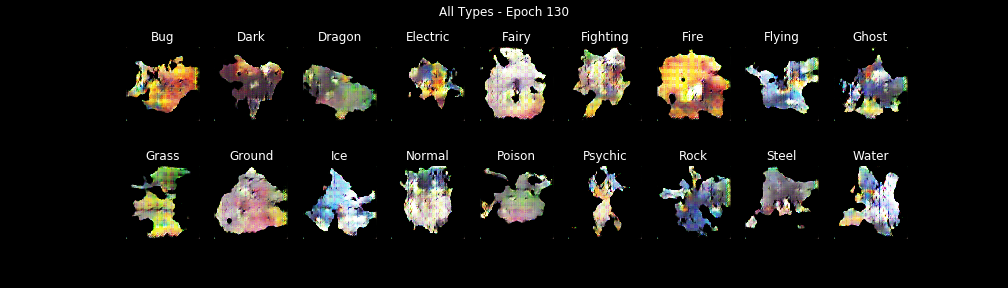 All Types - Epoch 130
Bug Dark Dragon Electric Fairy Fighting Fire Flying Ghost
Grass Ground Ice Normal Poison Psychic Rock Steel Water